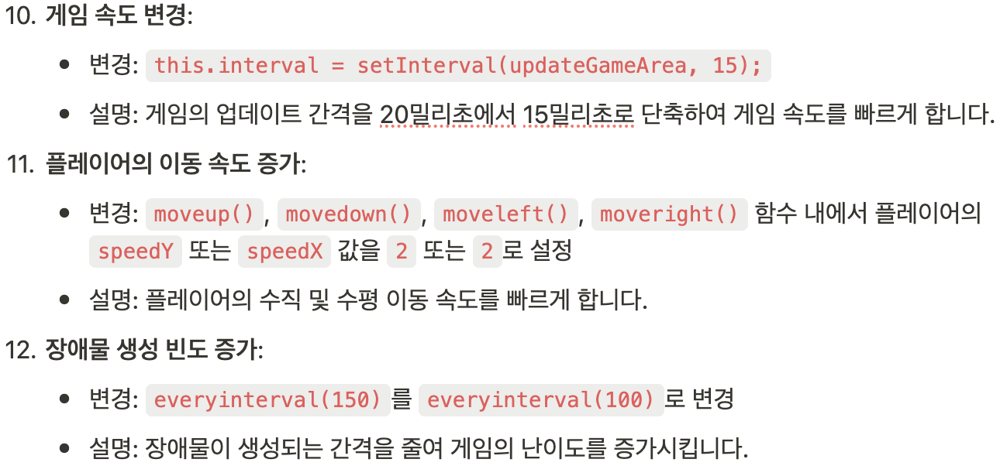 10. 게임 속도 변경:
• 변경: this.interval = setInterval(updateGameArea, 15);
• 설명: 게임의 업데이트 간격을 20밀리초에서 15밀리초로 단축하여 게임 속도를 빠르게 합니다.
11. 플레이어의 이동 속도 증가:
• 변경: moveup(), movedown(), moveleft(), moveright() 함수 내에서 플레이어의
speedY 또는 speedX 값을 2 또는 2로 설정
• 설명: 플레이어의 수직 및 수평 이동 속도를 빠르게 합니다.
12. 장애물 생성 빈도 증가:
• 변경: everyinterval(150)를 everyinterval(100)로 변경
• 설명: 장애물이 생성되는 간격을 줄여 게임의 난이도를 증가시킵니다.